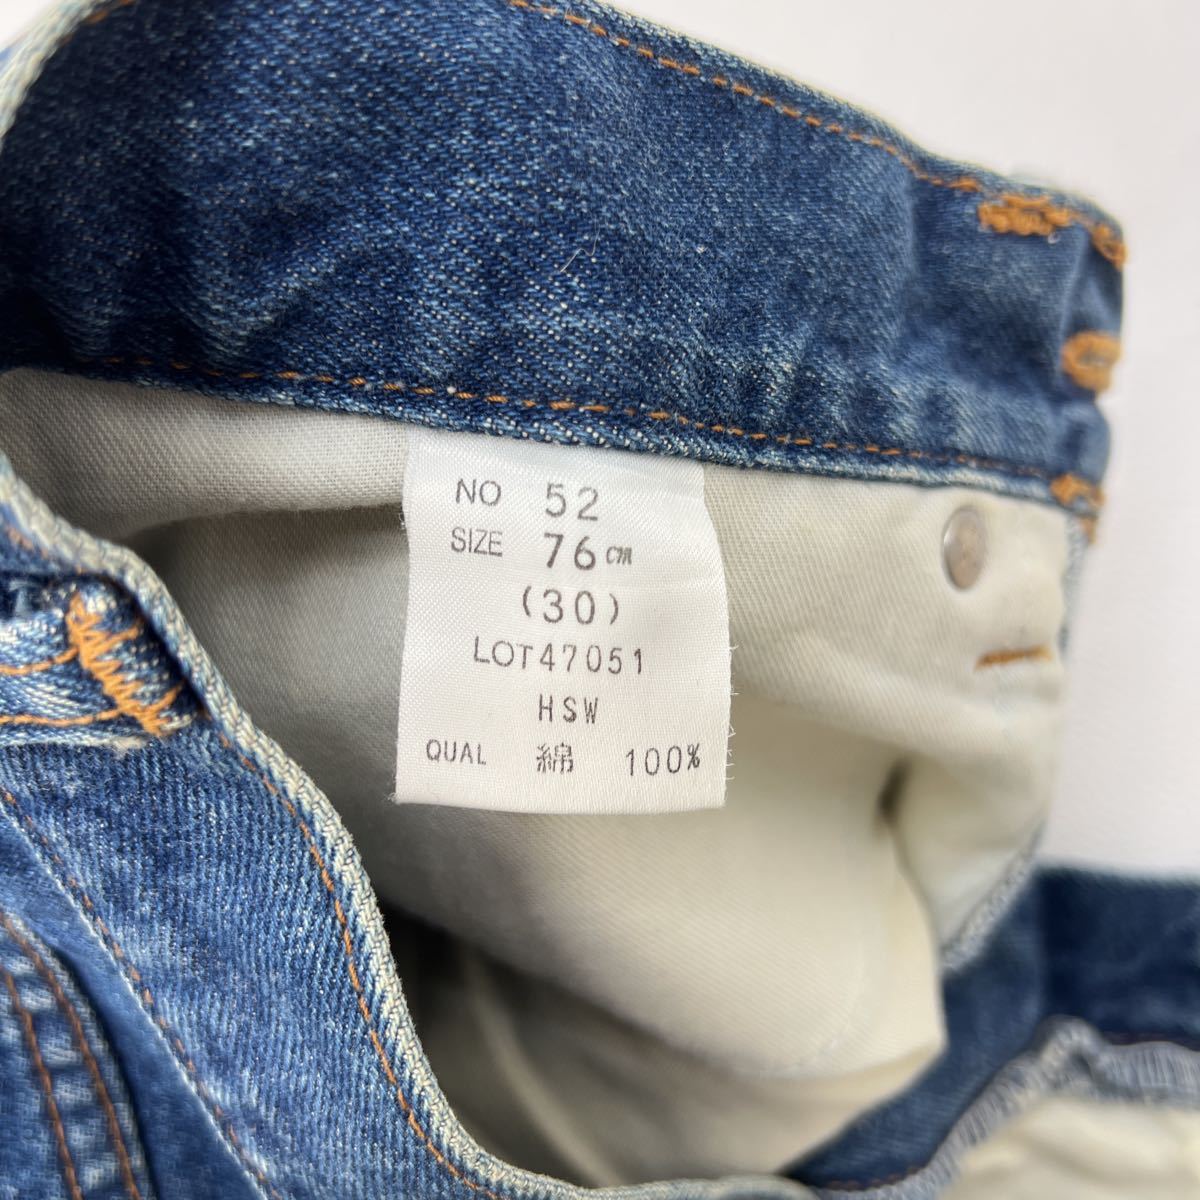 NO 52
SIZE 76cm
(30)
LOT47051
HSW
QUAL 綿 100%